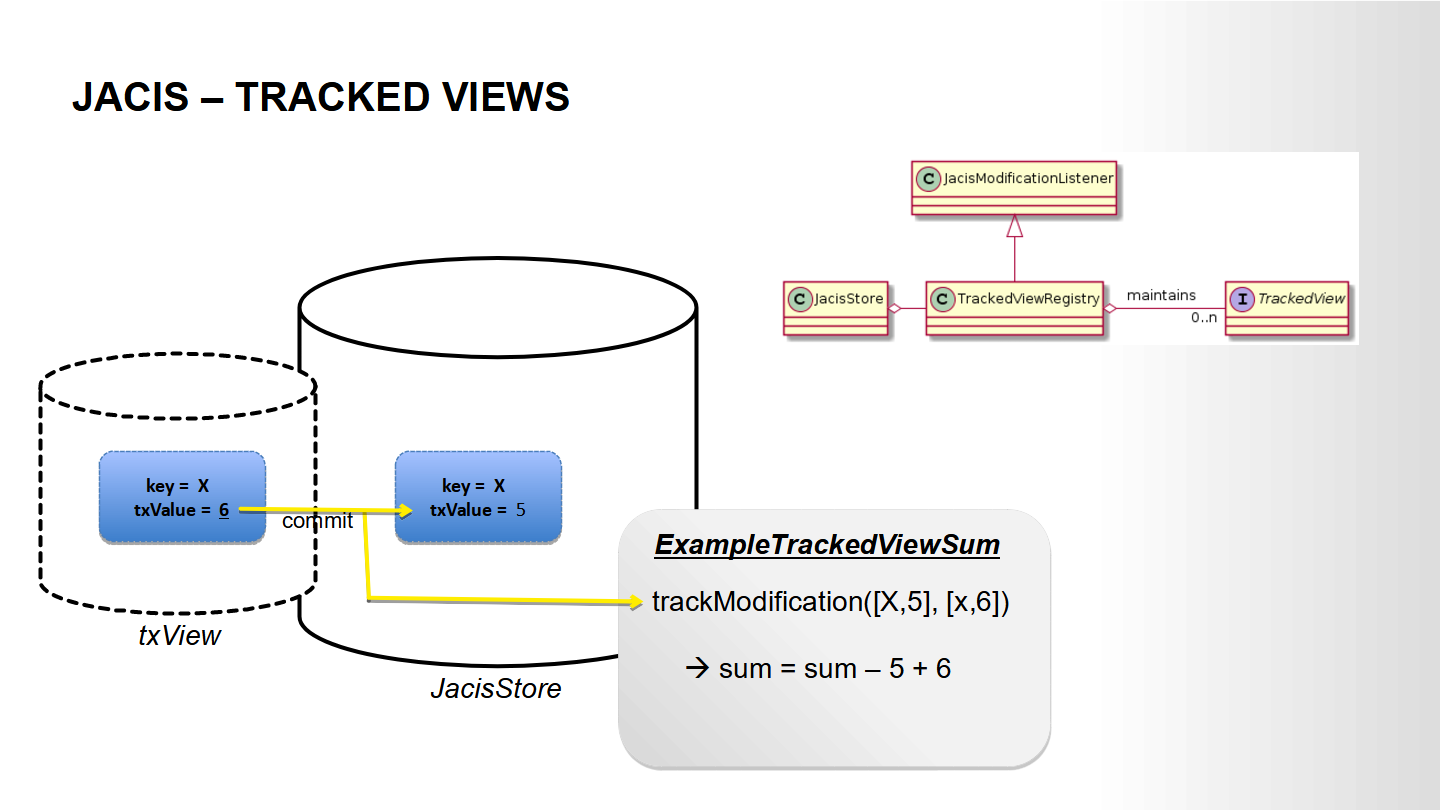 JACIS – TRACKED VIEWS
C JacisModificationListener
C JacisStore
C TrackedViewRegistry
maintains
0..n
I TrackedView
key = X
txValue = 6
commit
key = X
txValue = 5
txView
JacisStore
ExampleTrackedViewSum
trackModification([X,5], [x,6])
→ sum = sum – 5 + 6